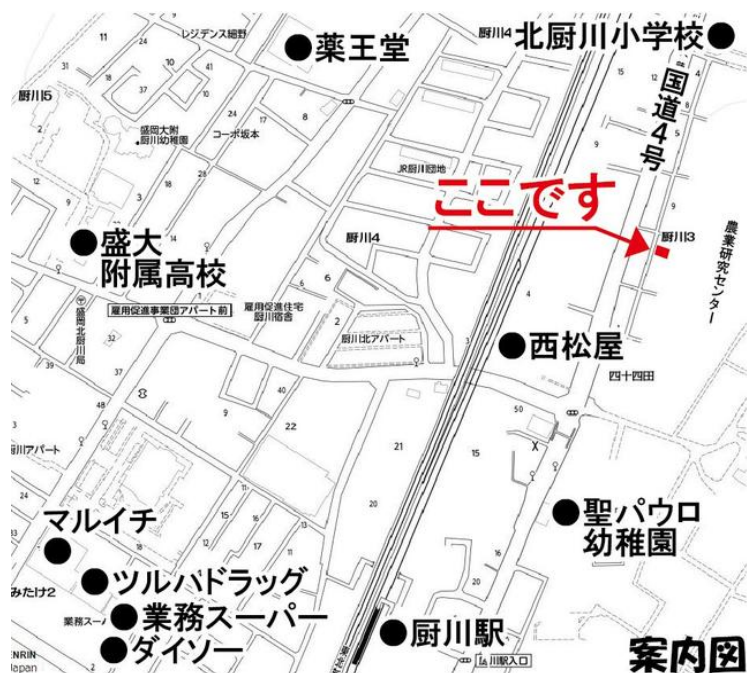 レジデンス細野
薬王堂
厨川4
北厨川小学校
国道4号
厨川5
盛岡大附
厨川幼稚園
コーポ坂本
JR厨川団地
ここです
厨川3
農業研究センター
盛大
附属高校
厨川4
雇用促進事業団アパート前
雇用促進住宅
厨川宿舎
盛岡北厨川局
厨川北アパート
西松屋
四十四田
厨川アパート
聖パウロ
幼稚園
マルイチ
ツルハドラッグ
みたけ2
業務スーパー
ダイソー
厨川駅
川駅入口
案内図